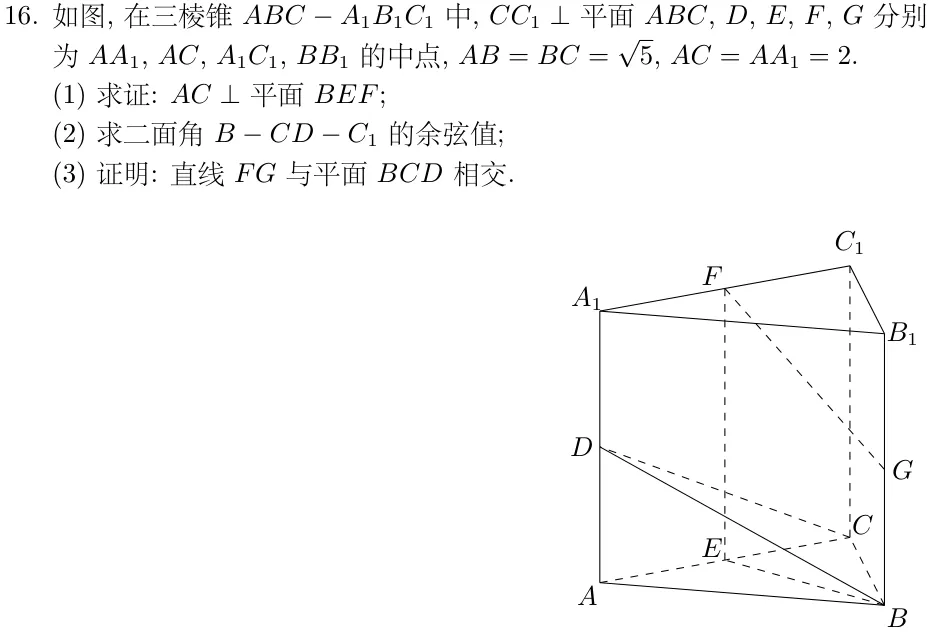 16. 如图, 在三棱锥 ABC − A₁B₁C₁ 中, CC₁ ⊥ 平面 ABC, D, E, F, G 分别
为 AA₁, AC, A₁C₁, BB₁ 的中点, AB = BC = √5, AC = AA₁ = 2.
(1) 求证: AC ⊥ 平面 BEF;
(2) 求二面角 B − CD − C₁ 的余弦值;
(3) 证明: 直线 FG 与平面 BCD 相交.
C₁
F
A₁
B₁
D
G
C
E
A
B